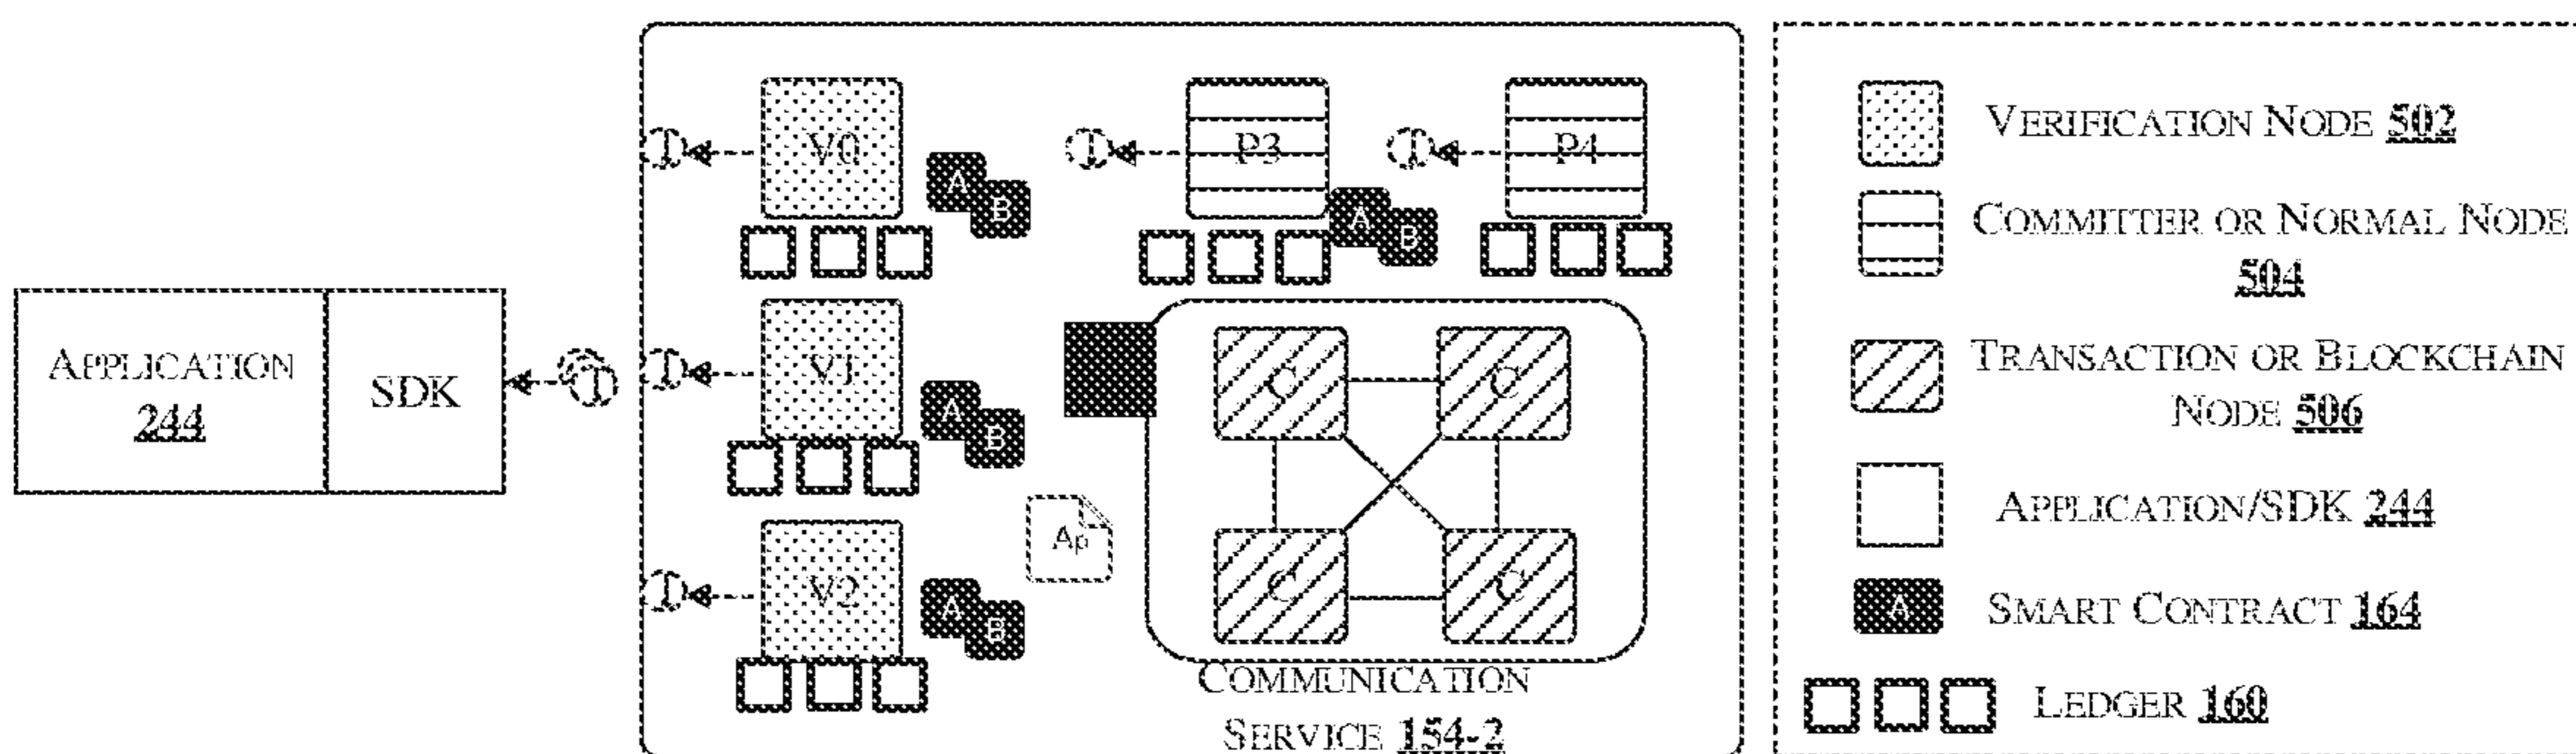 V0
P3
P4
A
B
A
B
APPLICATION
244
SDK
V1
A
B
C
C
Ap
V2
A
B
C
C
COMMUNICATION
SERVICE 154-2
VERIFICATION NODE 502
COMMITTER OR NORMAL NODE
504
TRANSACTION OR BLOCKCHAIN
NODE 506
APPLICATION/SDK 244
A
SMART CONTRACT 164
LEDGER 160